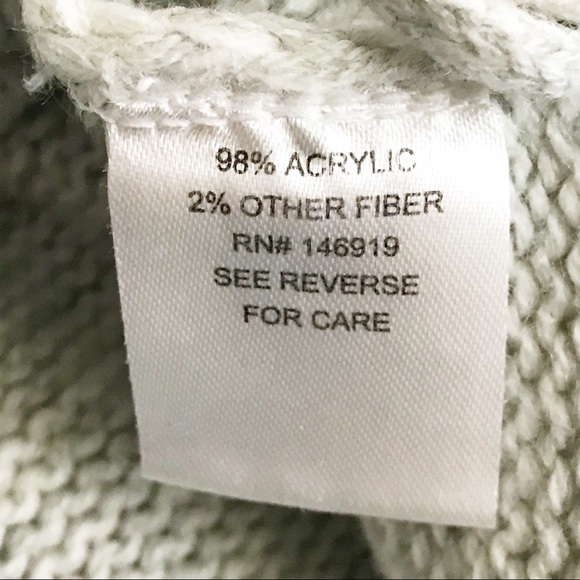 98% ACRYLIC
2% OTHER FIBER
RN# 146919
SEE REVERSE
FOR CARE